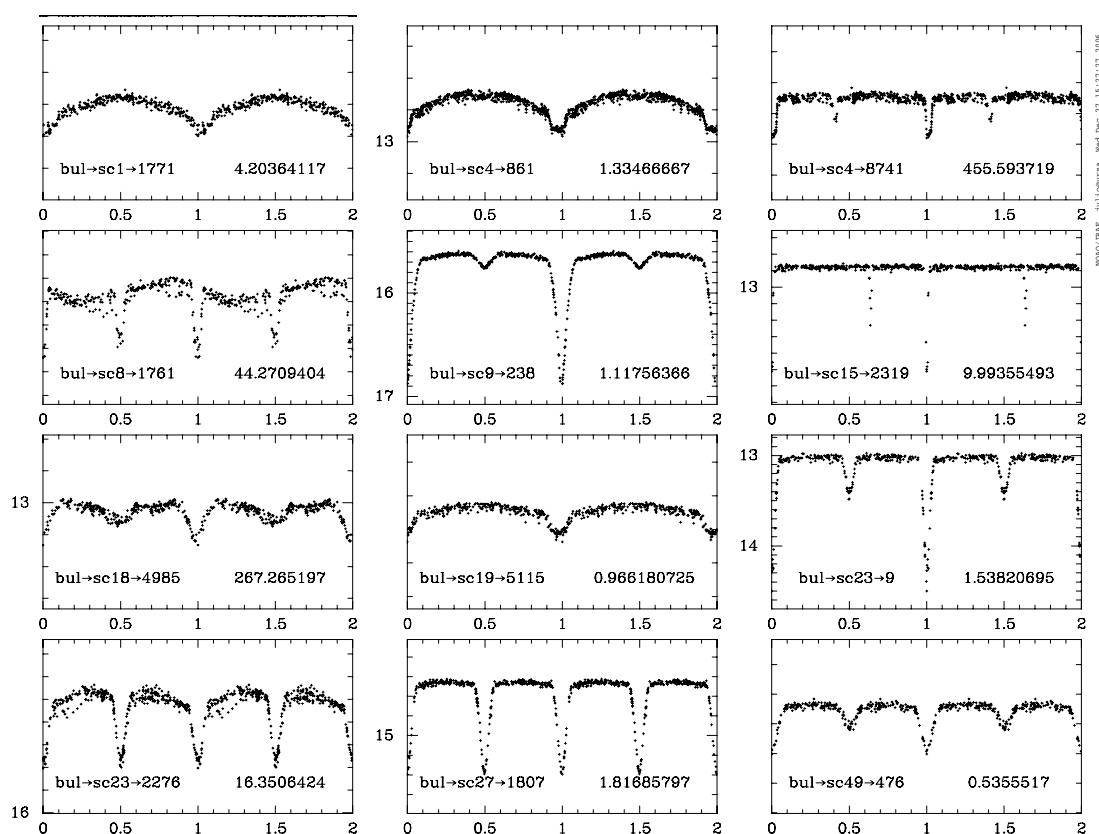 bul→sc1→1771 4.20364117
0 0.5 1 1.5 2
13
bul→sc4→861 1.33466667
0 0.5 1 1.5 2
bul→sc4→8741 455.593719
0 0.5 1 1.5 2
bul→sc8→1761 44.2709404
0 0.5 1 1.5 2
16
17
bul→sc9→238 1.11756366
0 0.5 1 1.5 2
13
bul→sc15→2319 9.99355493
0 0.5 1 1.5 2
13
bul→sc18→4985 267.265197
0 0.5 1 1.5 2
bul→sc19→5115 0.966180725
0 0.5 1 1.5 2
13
14
bul→sc23→9 1.53820695
0 0.5 1 1.5 2
16
bul→sc23→2276 16.3506424
0 0.5 1 1.5 2
15
bul→sc27→1807 1.81685797
0 0.5 1 1.5 2
bul→sc49→476 0.5355517
0 0.5 1 1.5 2